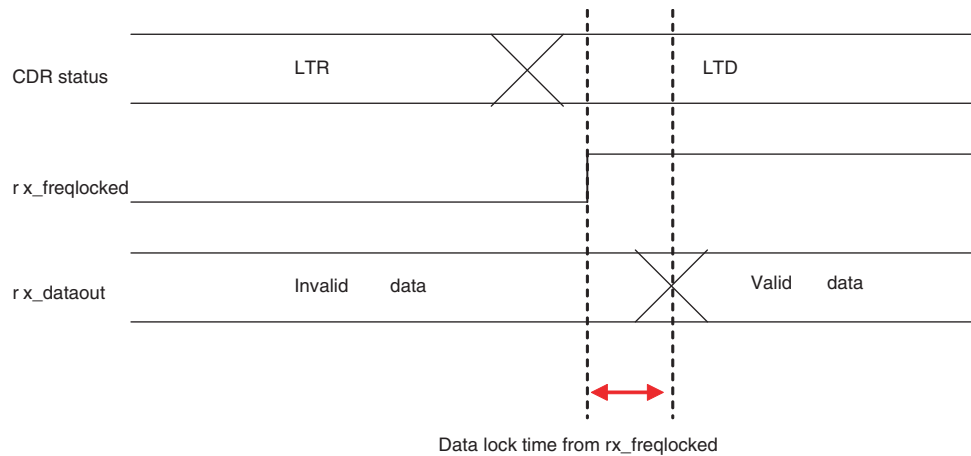 CDR status
LTR
LTD
r x_freqlocked
r x_dataout
Invalid data
Valid data
Data lock time from rx_freqlocked